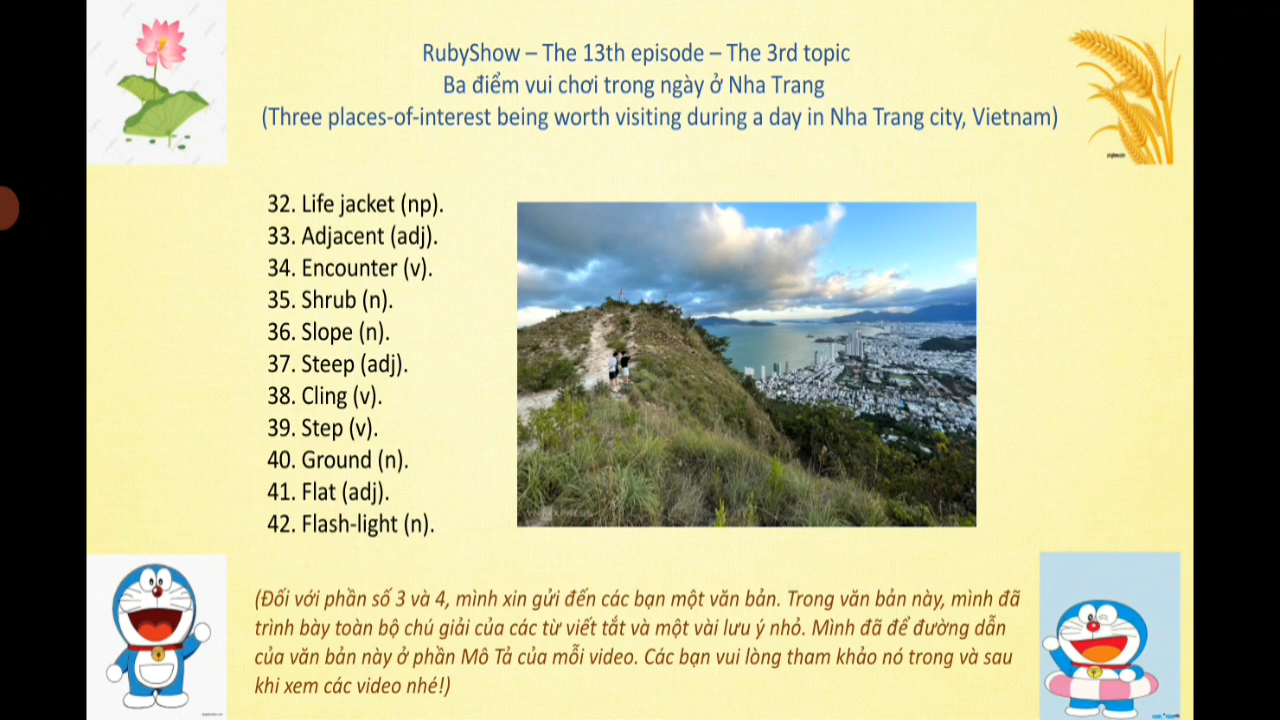 RubyShow – The 13th episode – The 3rd topic
Ba điểm vui chơi trong ngày ở Nha Trang
(Three places-of-interest being worth visiting during a day in Nha Trang city, Vietnam)
32. Life jacket (np).
33. Adjacent (adj).
34. Encounter (v).
35. Shrub (n).
36. Slope (n).
37. Steep (adj).
38. Cling (v).
39. Step (v).
40. Ground (n).
41. Flat (adj).
42. Flash-light (n).
VNEXPRESS
(Đối với phần số 3 và 4, mình xin gửi đến các bạn một văn bản. Trong văn bản này, mình đã
trình bày toàn bộ chú giải của các từ viết tắt và một vài lưu ý nhỏ. Mình đã để đường dẫn
của văn bản này ở phần Mô Tả của mỗi video. Các bạn vui lòng tham khảo nó trong và sau
khi xem các video nhé!)